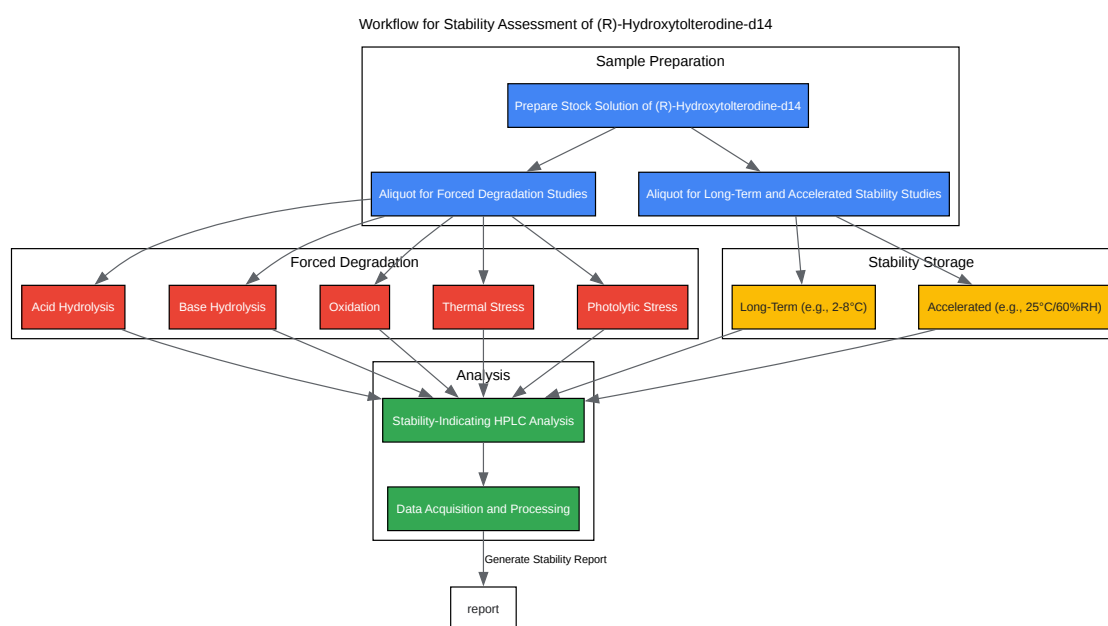 Workflow for Stability Assessment of (R)-Hydroxytolterodine-d14
Sample Preparation
Prepare Stock Solution of (R)-Hydroxytolterodine-d14
Aliquot for Forced Degradation Studies
Aliquot for Long-Term and Accelerated Stability Studies
Forced Degradation
Stability Storage
Acid Hydrolysis
Base Hydrolysis
Oxidation
Thermal Stress
Photolytic Stress
Long-Term (e.g., 2-8°C)
Accelerated (e.g., 25°C/60%RH)
Analysis
Stability-Indicating HPLC Analysis
Data Acquisition and Processing
Generate Stability Report
report